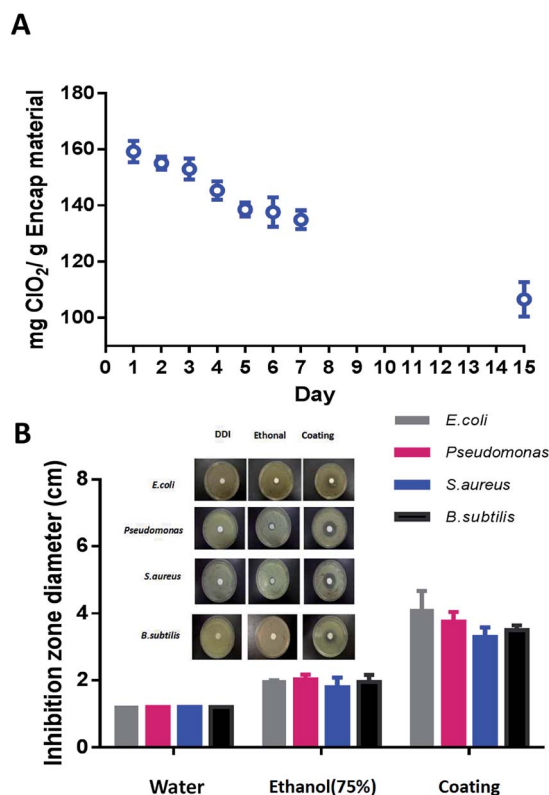 A
mg ClO2/ g Encap material
180
160
140
120
100
0 1 2 3 4 5 6 7 8 9 10 11 12 13 14 15
Day
B
Inhibition zone diameter (cm)
8
6
4
2
0
DDI Ethonal Coating
E.coli
Pseudomonas
S.aureus
B.subtilis
E.coli
Pseudomonas
S.aureus
B.subtilis
Water Ethanol(75%) Coating